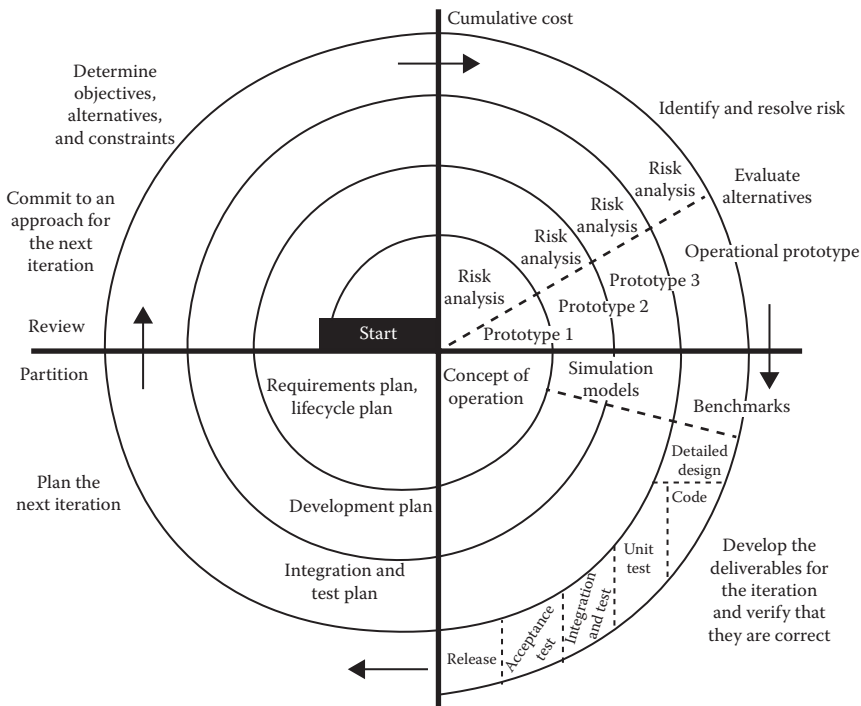 Cumulative cost
Determine
objectives,
alternatives,
and constraints
Identify and resolve risk
Commit to an
approach for
the next
iteration
Risk
analysis
Evaluate
alternatives
Risk
analysis
Risk
analysis
Risk
analysis
Operational prototype
Prototype 3
Prototype 2
Prototype 1
Review
Start
Partition
Requirements plan,
lifecycle plan
Concept of
operation
Simulation
models
Benchmarks
Detailed
design
Code
Plan the
next iteration
Development plan
Unit
test
Develop the
deliverables for
the iteration
and verify that
they are correct
Integration and
test plan
Integration
and test
Acceptance
test
Release